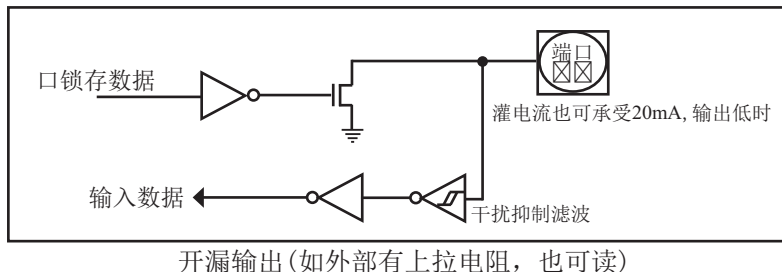 端口
口锁存数据
灌电流也可承受20mA, 输出低时
输入数据
干扰抑制滤波
开漏输出(如外部有上拉电阻，也可读)